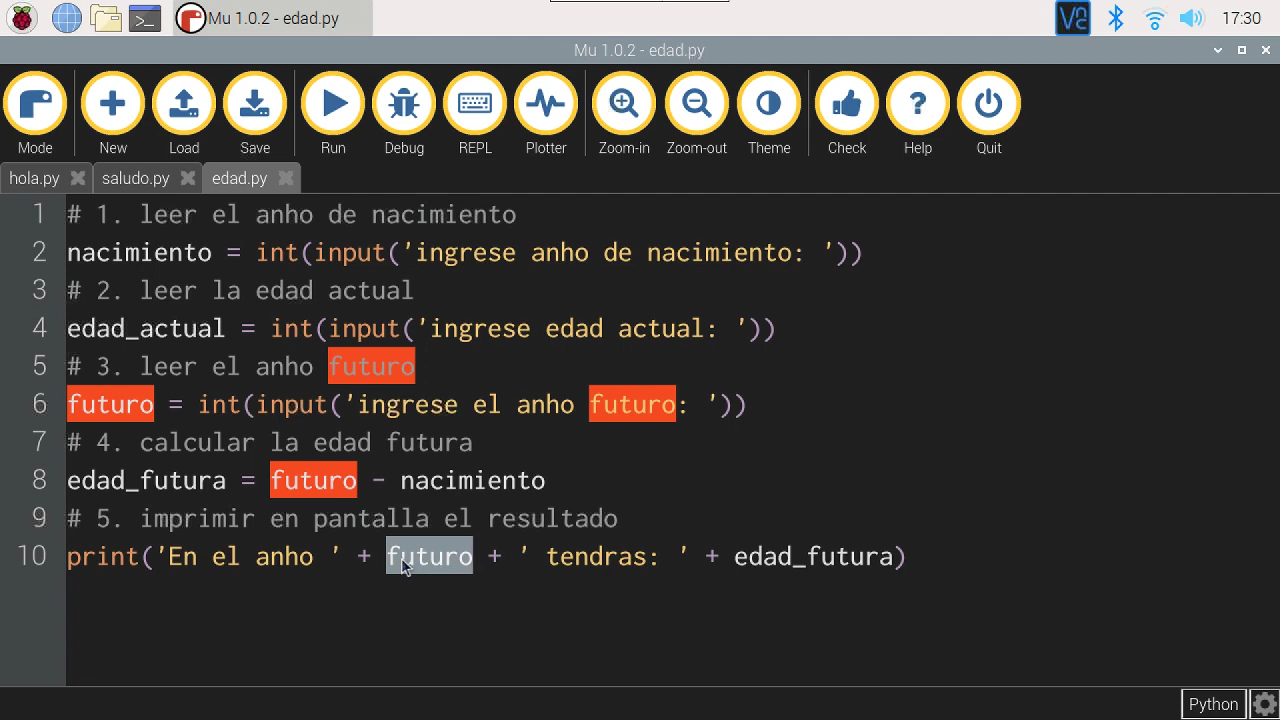 Mu 1.0.2 - edad.py
17:30
Mu 1.0.2 - edad.py
Mode New Load Save Run Debug REPL Plotter Zoom-in Zoom-out Theme Check Help Quit
hola.py saludo.py edad.py
1 # 1. leer el anho de nacimiento
2 nacimiento = int(input('ingrese anho de nacimiento: '))
3 # 2. leer la edad actual
4 edad_actual = int(input('ingrese edad actual: '))
5 # 3. leer el anho futuro
6 futuro = int(input('ingrese el anho futuro: '))
7 # 4. calcular la edad futura
8 edad_futura = futuro - nacimiento
9 # 5. imprimir en pantalla el resultado
10 print('En el anho ' + futuro + ' tendras: ' + edad_futura)
Python